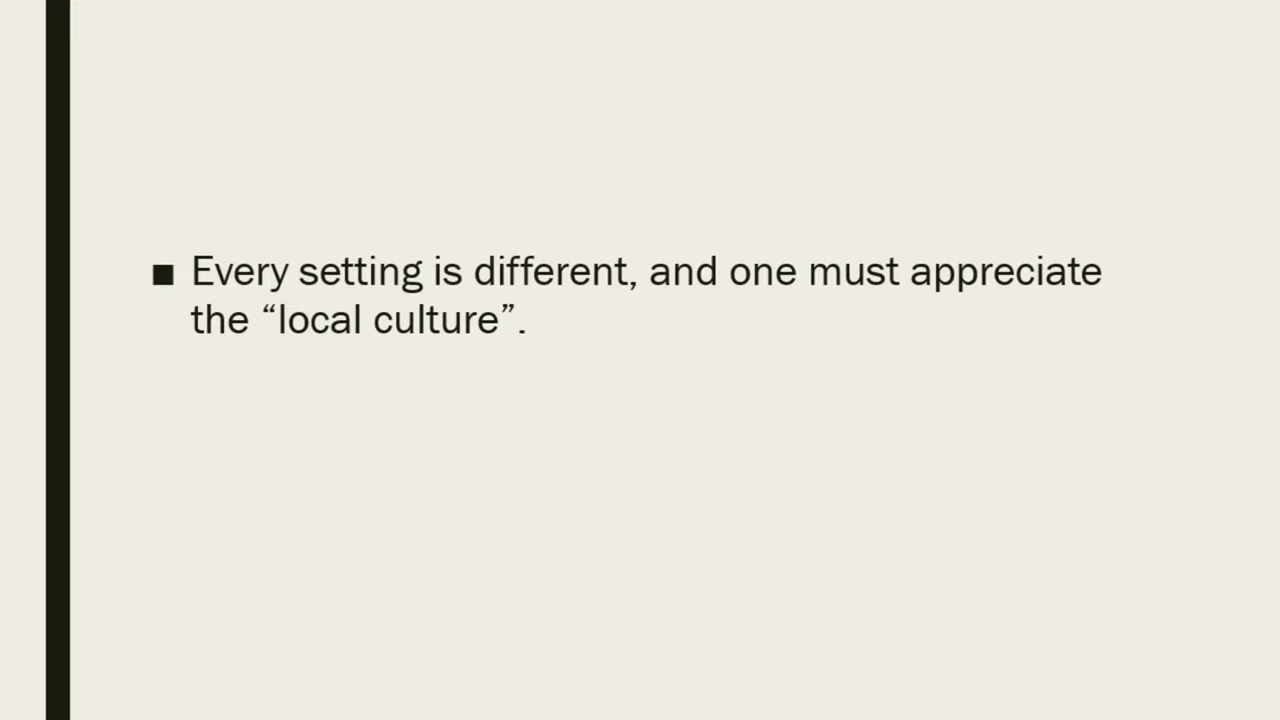 ■ Every setting is different, and one must appreciate
the “local culture”.